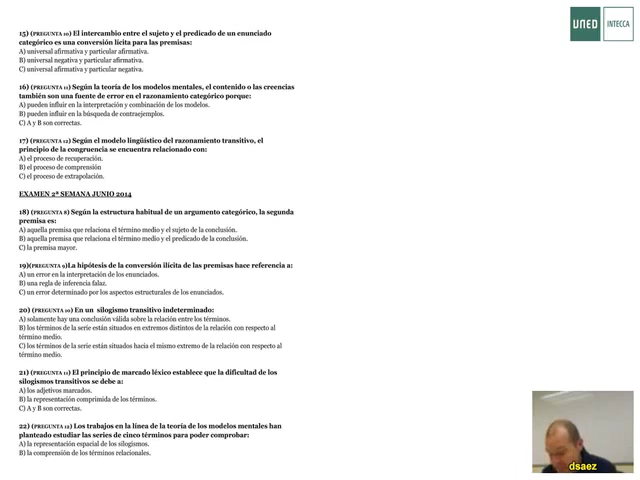 UNED INTECCA
15) (PREGUNTA 10) El intercambio entre el sujeto y el predicado de un enunciado
categórico es una conversión lícita para las premisas:
A) universal afirmativa y particular afirmativa.
B) universal negativa y particular afirmativa.
C) universal afirmativa y particular negativa.
16) (PREGUNTA 11) Según la teoría de los modelos mentales, el contenido o las creencias
también son una fuente de error en el razonamiento categórico porque:
A) pueden influir en la interpretación y combinación de los modelos.
B) pueden influir en la búsqueda de contraejemplos.
C) A y B son correctas.
17) (PREGUNTA 12) Según el modelo lingüístico del razonamiento transitivo, el
principio de la congruencia se encuentra relacionado con:
A) el proceso de recuperación.
B) el proceso de comprensión
C) el proceso de extrapolación.
EXAMEN 2ª SEMANA JUNIO 2014
18) (PREGUNTA 8) Según la estructura habitual de un argumento categórico, la segunda
premisa es:
A) aquella premisa que relaciona el término medio y el sujeto de la conclusión.
B) aquella premisa que relaciona el término medio y el predicado de la conclusión.
C) la premisa mayor.
19)(PREGUNTA 9)La hipótesis de la conversión ilícita de las premisas hace referencia a:
A) un error en la interpretación de los enunciados.
B) una regla de inferencia falaz.
C) un error determinado por los aspectos estructurales de los enunciados.
20) (PREGUNTA 10) En un silogismo transitivo indeterminado:
A) solamente hay una conclusión válida sobre la relación entre los términos.
B) los términos de la serie están situados en extremos distintos de la relación con respecto al
término medio.
C) los términos de la serie están situados hacia el mismo extremo de la relación con respecto al
término medio.
21) (PREGUNTA 11) El principio de marcado léxico establece que la dificultad de los
silogismos transitivos se debe a:
A) los adjetivos marcados.
B) la representación comprimida de los términos.
C) A y B son correctas.
22) (PREGUNTA 12) Los trabajos en la línea de la teoría de los modelos mentales han
planteado estudiar las series de cinco términos para poder comprobar:
A) la representación espacial de los silogismos.
B) la comprensión de los términos relacionales.
dsaez